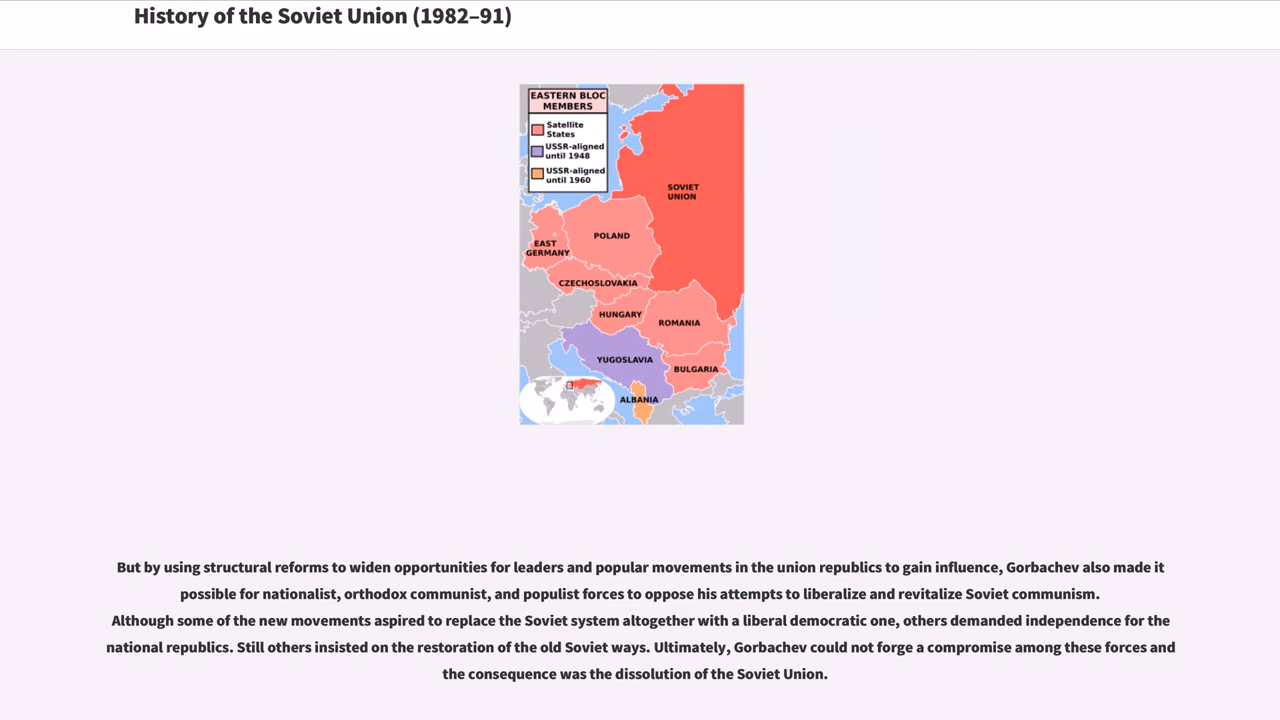 History of the Soviet Union (1982–91)
EASTERN BLOC
MEMBERS
Satellite
States
USSR-aligned
until 1948
USSR-aligned
until 1960
SOVIET
UNION
POLAND
EAST
GERMANY
CZECHOSLOVAKIA
HUNGARY
ROMANIA
YUGOSLAVIA
BULGARIA
ALBANIA
But by using structural reforms to widen opportunities for leaders and popular movements in the union republics to gain influence, Gorbachev also made it
possible for nationalist, orthodox communist, and populist forces to oppose his attempts to liberalize and revitalize Soviet communism.
Although some of the new movements aspired to replace the Soviet system altogether with a liberal democratic one, others demanded independence for the
national republics. Still others insisted on the restoration of the old Soviet ways. Ultimately, Gorbachev could not forge a compromise among these forces and
the consequence was the dissolution of the Soviet Union.